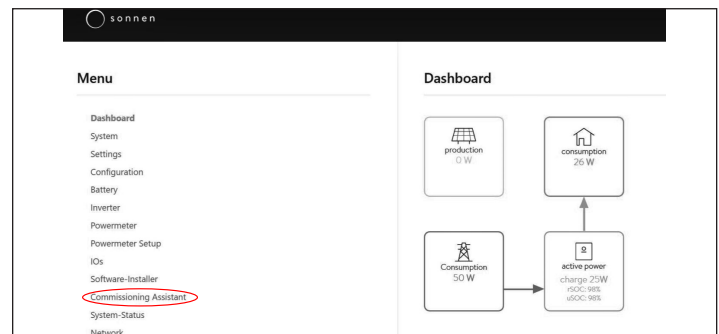 sonnen
Menu
Dashboard
System
Settings
Configuration
Battery
Inverter
Powermeter
Powermeter Setup
IOs
Software-Installer
Commissioning Assistant
System-Status
Network
Dashboard
production
0 W
consumption
26 W
Consumption
50 W
active power
charge 25W
rSOC: 98%
uSOC: 98%